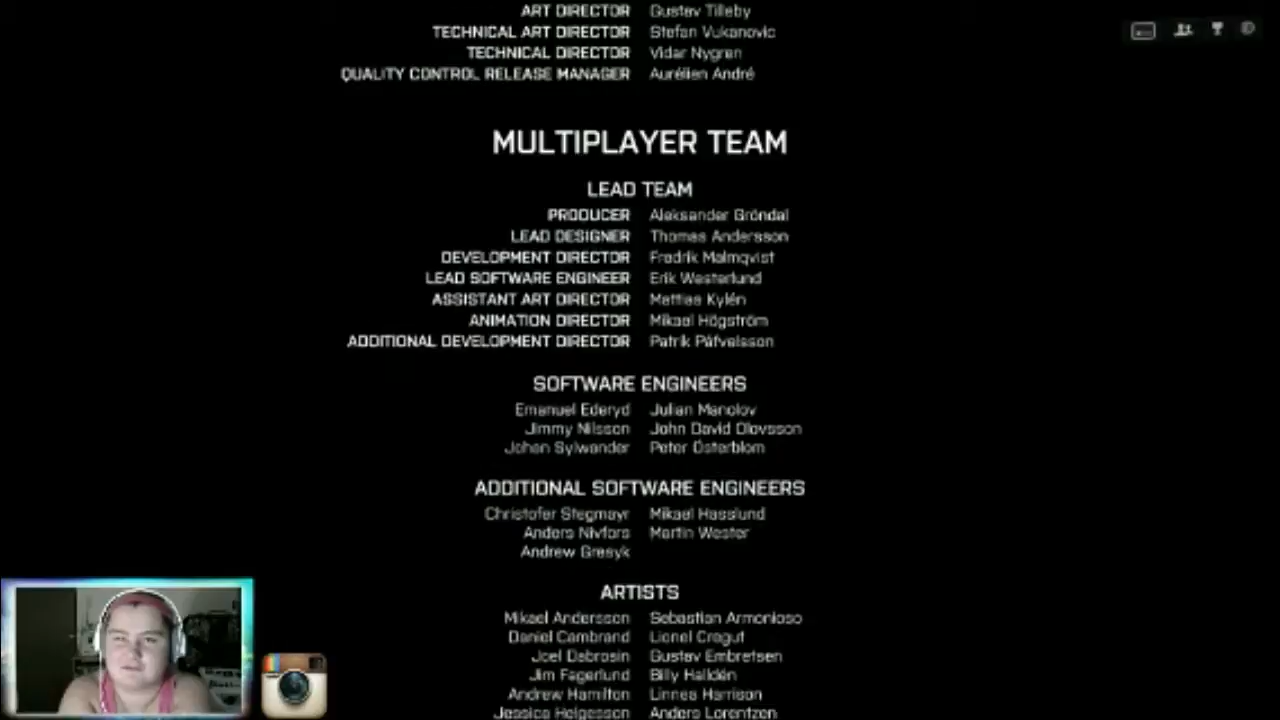 ART DIRECTOR Gustav Tilleby
TECHNICAL ART DIRECTOR Stefan Vukanovic
TECHNICAL DIRECTOR Vidar Nygren
QUALITY CONTROL RELEASE MANAGER Aurélien André
MULTIPLAYER TEAM
LEAD TEAM
PRODUCER Aleksander Gröndal
LEAD DESIGNER Thomas Andersson
DEVELOPMENT DIRECTOR Fredrik Malmqvist
LEAD SOFTWARE ENGINEER Erik Westerlund
ASSISTANT ART DIRECTOR Mattias Kylén
ANIMATION DIRECTOR Mikael Högström
ADDITIONAL DEVELOPMENT DIRECTOR Patrik Påfvelsson
SOFTWARE ENGINEERS
Emanuel Ederyd Julian Manolov
Jimmy Nilsson John David Olovsson
Johan Sylwander Peter Österblom
ADDITIONAL SOFTWARE ENGINEERS
Christofer Stegmayr Mikael Hasslund
Anders Nivfors Martin Wester
Andrew Gresyk
ARTISTS
Mikael Andersson Sebastian Armonioso
Daniel Cambrand Lionel Cregut
Joel Dabrosin Gustav Embretsen
Jim Fagerlund Billy Halldén
Andrew Hamilton Linnea Harrison
Jessica Helgesson Anders Lorentzen